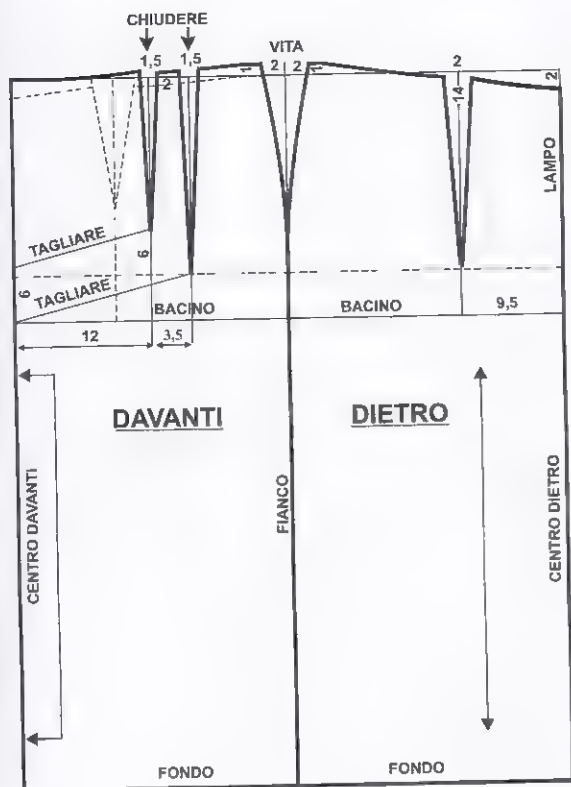 CHIUDERE
1,5 1,5
VITA
2
1 2 2 1
2
2
14
LAMPO
TAGLIARE
6
6
TAGLIARE
BACINO
BACINO
9,5
12
3,5
DAVANTI
DIETRO
CENTRO DAVANTI
FIANCO
CENTRO DIETRO
FONDO
FONDO